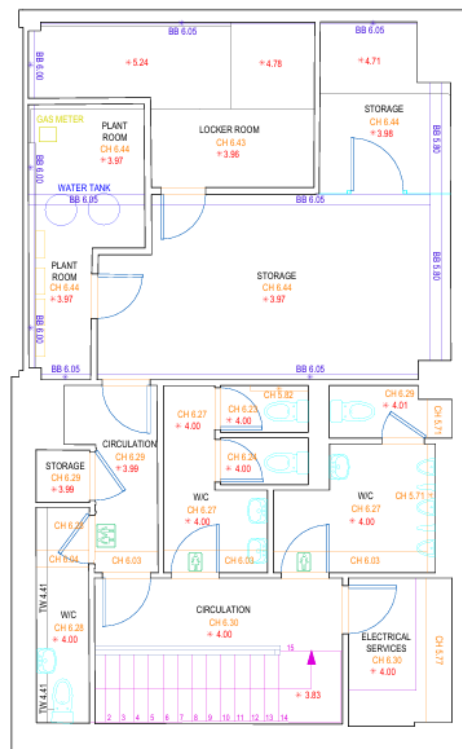 BB 6.05
BB 6.00
+5.24
+4.78
+4.71
GAS METER
PLANT
ROOM
CH 6.44
+3.97
LOCKER ROOM
CH 6.43
+3.96
STORAGE
CH 6.44
+3.98
BB 5.80
BB 6.00
WATER TANK
BB 6.05
BB 6.05
PLANT
ROOM
CH 6.44
+3.97
STORAGE
CH 6.44
+3.97
BB 5.80
BB 6.00
BB 6.05
BB 6.05
CH 6.27
+4.00
CH 6.23
+4.00
CH 5.82
CH 6.29
+4.01
CH 5.71
CIRCULATION
CH 6.29
+3.99
CH 6.24
+4.00
STORAGE
CH 6.29
+3.99
W/C
CH 6.27
+4.00
W/C
CH 6.27
+4.00
CH 5.71
CH 6.04
CH 6.03
CH 6.03
CH 6.03
TW 4.41
W/C
CH 6.28
+4.00
CIRCULATION
CH 6.30
+4.00
ELECTRICAL
SERVICES
CH 6.30
+4.00
CH 5.77
15
TW 4.41
+3.83
2 3 4 5 6 7 8 9 10 11 12 13 14